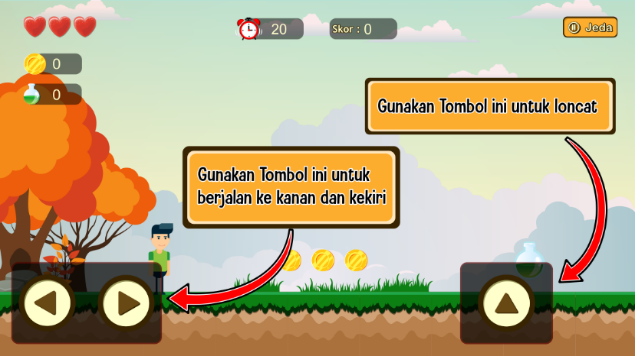 20
Skor : 0
Jeda
0
0
Gunakan Tombol ini untuk loncat
Gunakan Tombol ini untuk
berjalan ke kanan dan kekiri